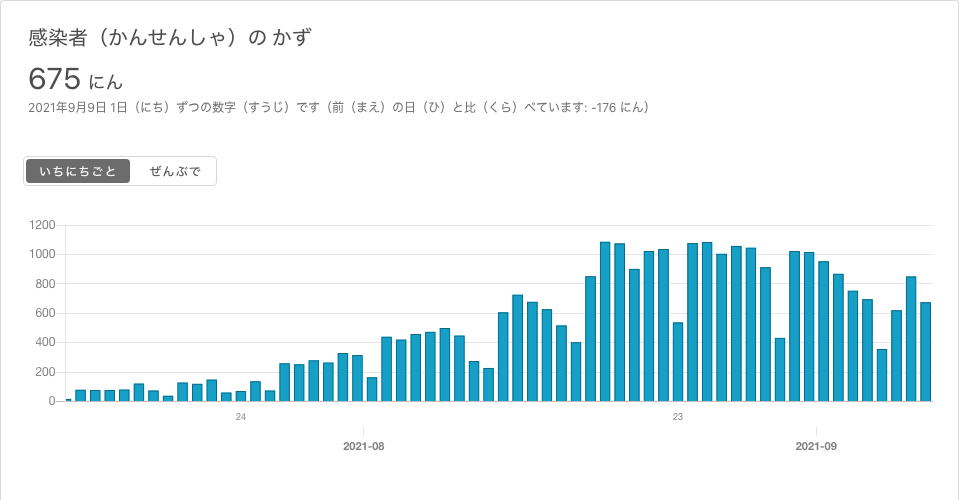 感染者（かんせんしゃ）の かず
675 にん
2021年9月9日 1日（にち）ずつの数字（すうじ）です（前（まえ）の日（ひ）と比（くら）べています: -176 にん）
いちにちごと ぜんぶで
1200
1000
800
600
400
200
0
24 23
2021-08 2021-09